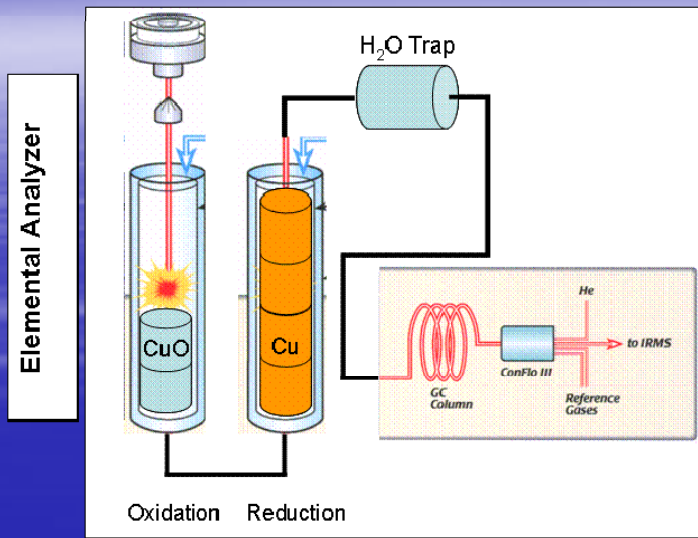 Elemental Analyzer
H₂O Trap
CuO
Cu
He
to IRMS
ConFlo III
GC
Column
Reference
Gases
Oxidation
Reduction